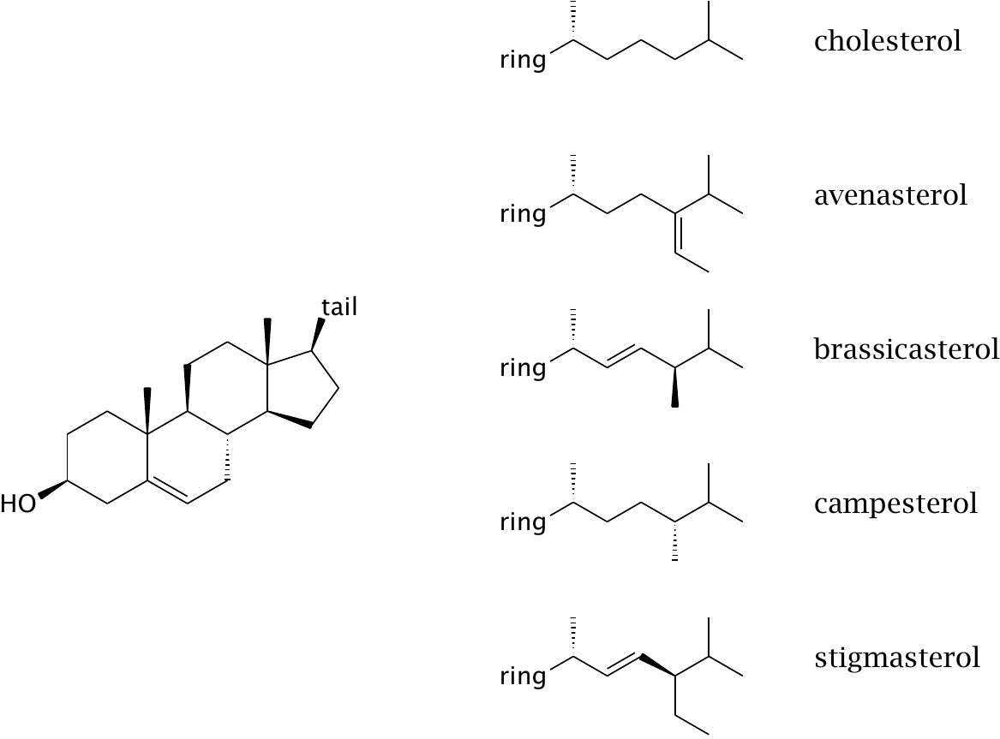 ring
cholesterol
ring
avenasterol
tail
HO
ring
brassicasterol
ring
campesterol
ring
stigmasterol